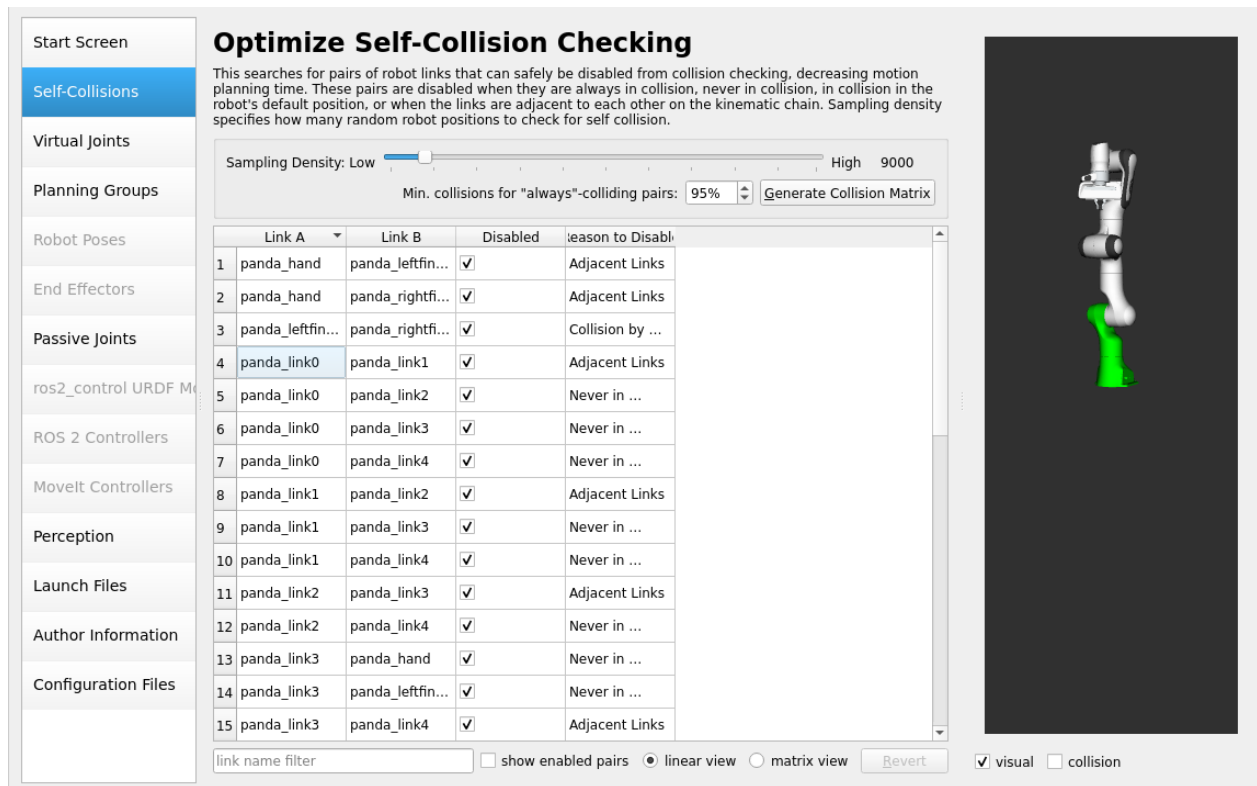 Start Screen
Self-Collisions
Virtual Joints
Planning Groups
Robot Poses
End Effectors
Passive Joints
ros2_control URDF Mo
ROS 2 Controllers
MoveIt Controllers
Perception
Launch Files
Author Information
Configuration Files
Optimize Self-Collision Checking
This searches for pairs of robot links that can safely be disabled from collision checking, decreasing motion
planning time. These pairs are disabled when they are always in collision, never in collision, in collision in the
robot's default position, or when the links are adjacent to each other on the kinematic chain. Sampling density
specifies how many random robot positions to check for self collision.
Sampling Density: Low High 9000
Min. collisions for "always"-colliding pairs: 95% Generate Collision Matrix
Link A Link B Disabled Reason to Disabl
1 panda_hand panda_leftfin... Adjacent Links
2 panda_hand panda_rightfi... Adjacent Links
3 panda_leftfin... panda_rightfi... Collision by ...
4 panda_link0 panda_link1 Adjacent Links
5 panda_link0 panda_link2 Never in ...
6 panda_link0 panda_link3 Never in ...
7 panda_link0 panda_link4 Never in ...
8 panda_link1 panda_link2 Adjacent Links
9 panda_link1 panda_link3 Never in ...
10 panda_link1 panda_link4 Never in ...
11 panda_link2 panda_link3 Adjacent Links
12 panda_link2 panda_link4 Never in ...
13 panda_link3 panda_hand Never in ...
14 panda_link3 panda_leftfin... Never in ...
15 panda_link3 panda_link4 Adjacent Links
link name filter show enabled pairs linear view matrix view Revert
visual collision